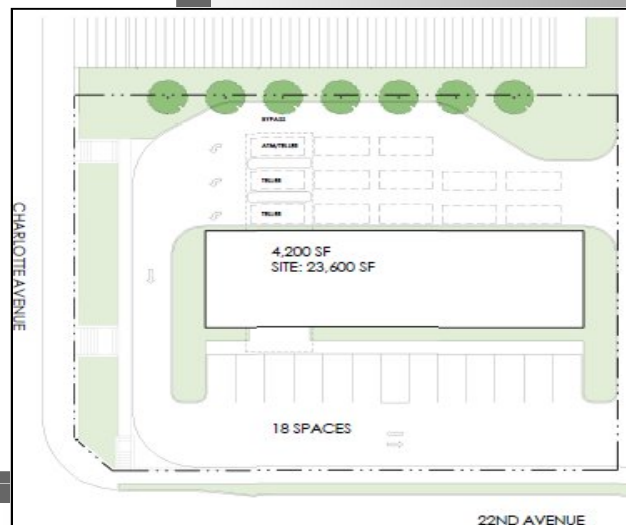 BYPASS
ATM/TELLER
TELLER
TELLER
4,200 SF
SITE: 23,600 SF
CHARLOTTE AVENUE
18 SPACES
22ND AVENUE